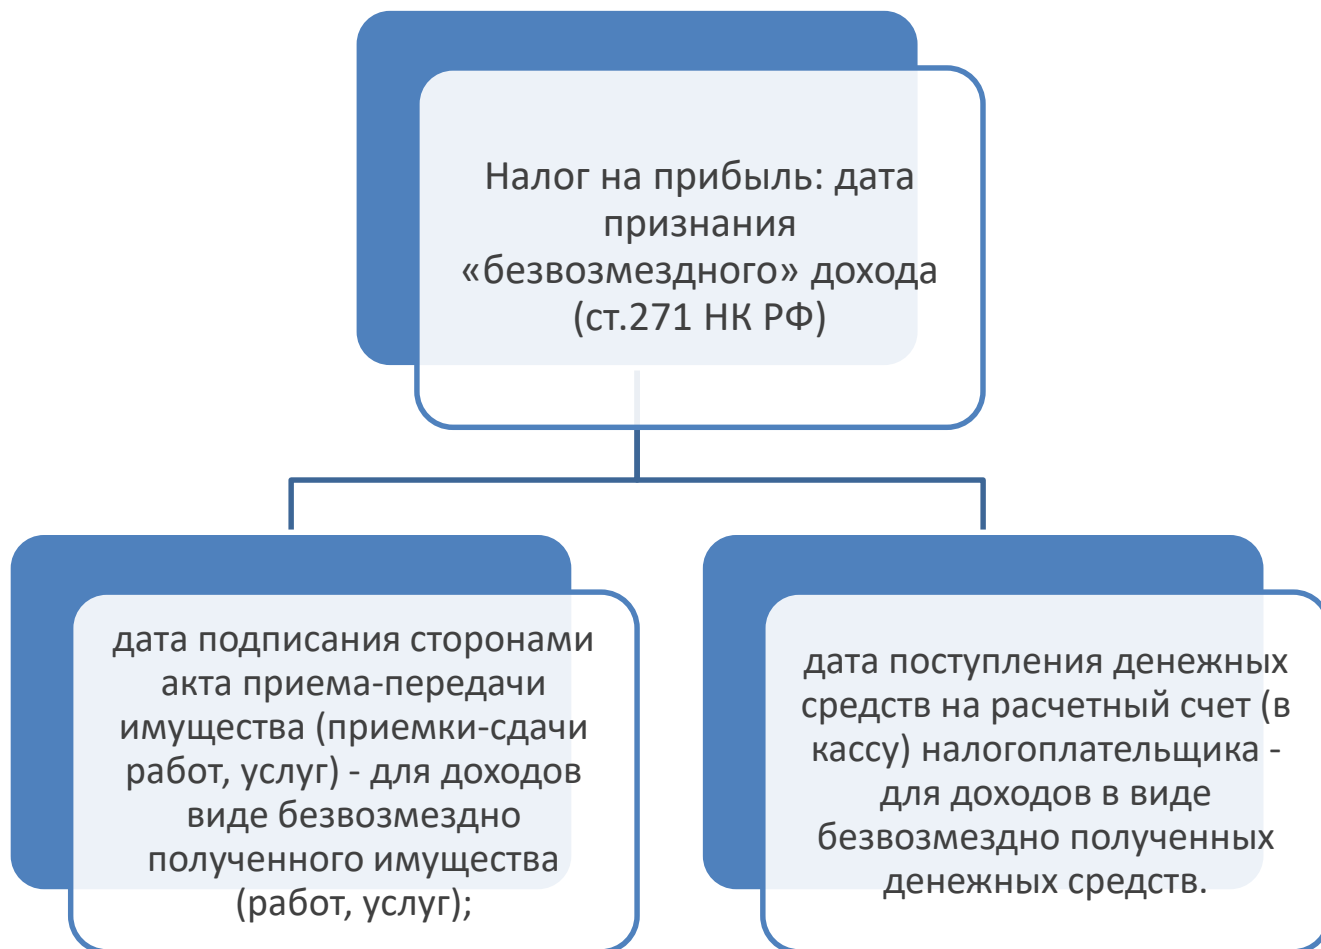 Налог на прибыль: дата
признания
«безвозмездного» дохода
(ст.271 НК РФ)
дата подписания сторонами
акта приема-передачи
имущества (приемки-сдачи
работ, услуг) - для доходов
виде безвозмездно
полученного имущества
(работ, услуг);
дата поступления денежных
средств на расчетный счет (в
кассу) налогоплательщика -
для доходов в виде
безвозмездно полученных
денежных средств.